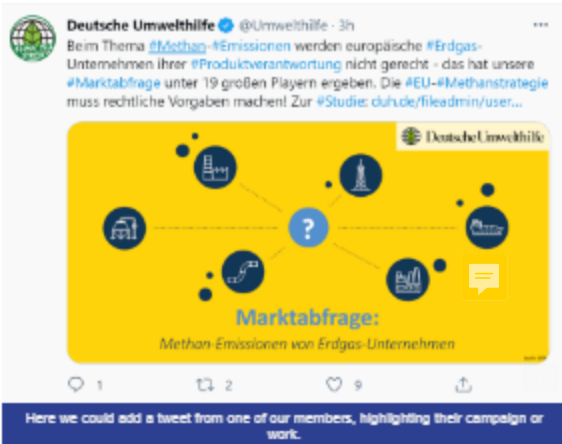 Deutsche Umwelthilfe @Umwelthilfe · 3h
Beim Thema #Methan-#Emissionen werden europäische #Erdgas-
Unternehmen ihrer #Produktverantwortung nicht gerecht - das hat unsere
#Marktabfrage unter 19 großen Playern ergeben. Die #EU-#Methanstrategie
muss rechtliche Vorgaben machen! Zur #Studie: duh.de/fileadmin/user...
Deutsche Umwelthilfe
?
Marktabfrage:
Methan-Emissionen von Erdgas-Unternehmen
1 2 9
Here we could add a tweet from one of our members, highlighting their campaign or
work.